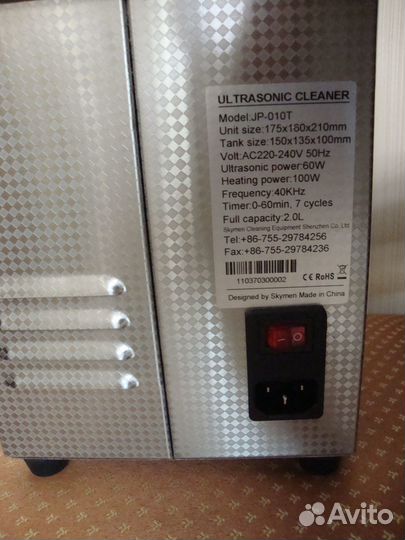 ULTRASONIC CLEANER
Model:JP-010T
Unit size:175x180x210mm
Tank size:150x135x100mm
Volt:AC220-240V 50Hz
Ultrasonic power:60W
Heating power:100W
Frequency:40KHz
Timer:0-60min, 7 cycles
Full capacity:2.0L
Skymen Cleaning Equipment Shenzhen Co.,Ltd
Tel:+86-755-29784256
Fax:+86-755-29784236
110370300002 CE RoHS
Designed by Skymen Made in China
Avito